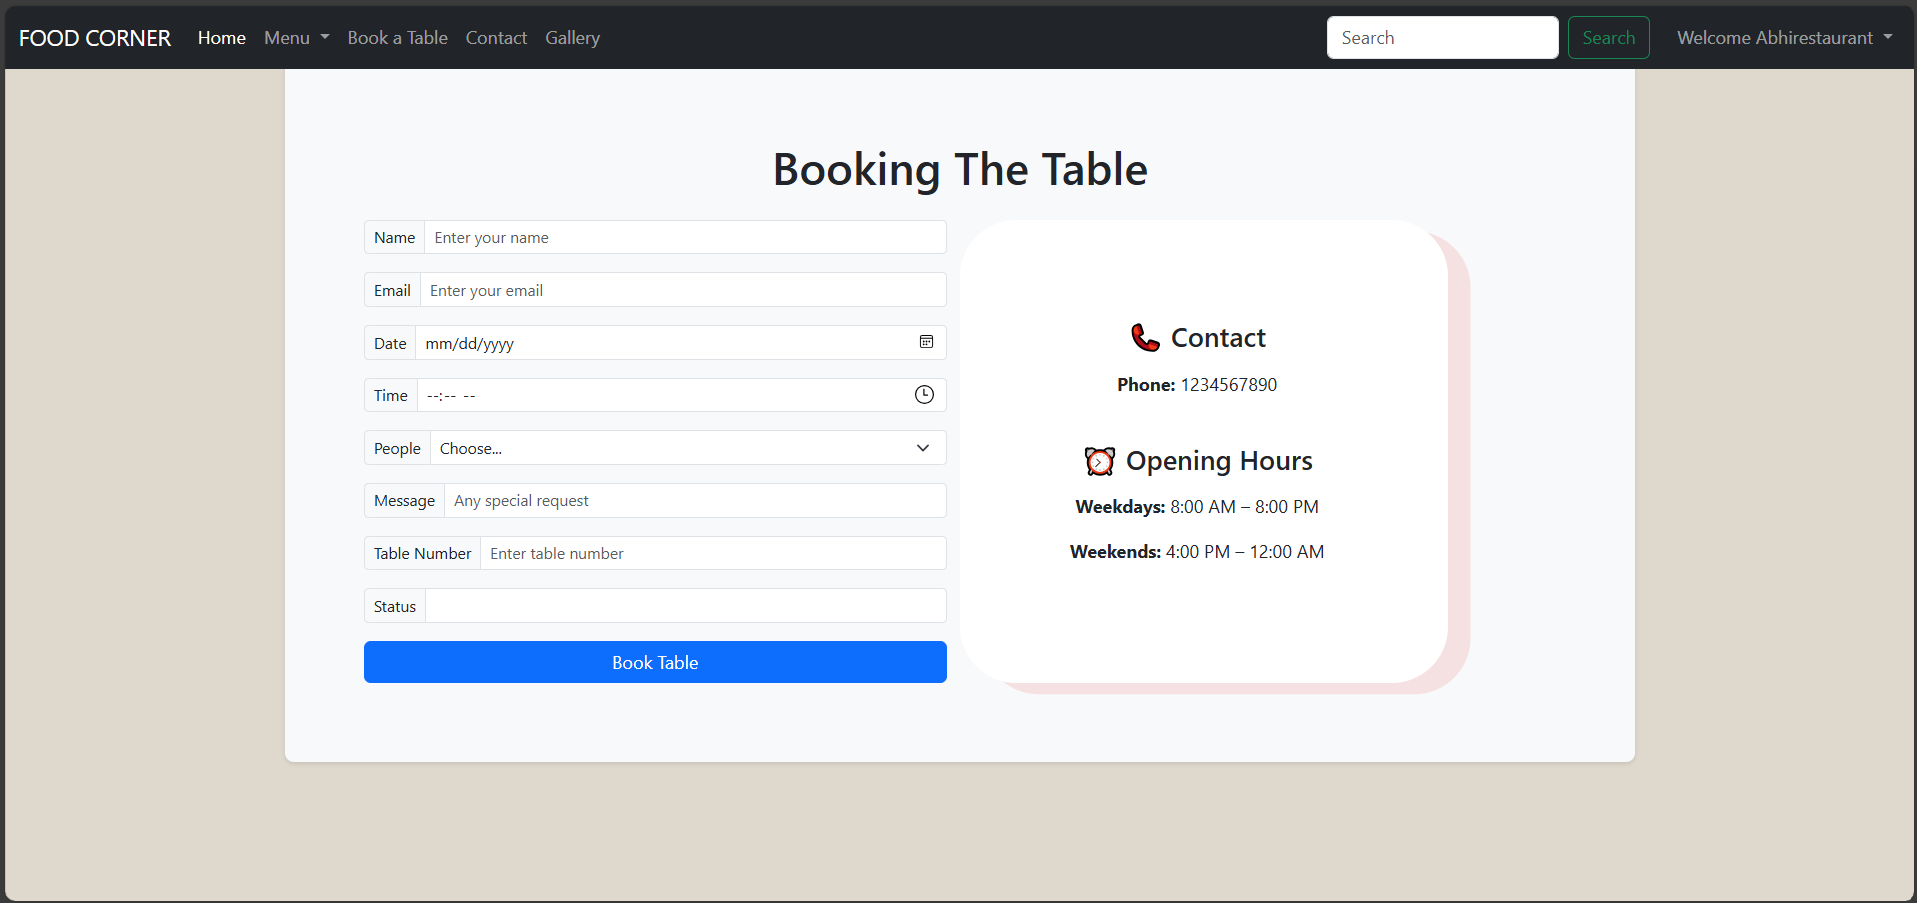 FOOD CORNER Home Menu Book a Table Contact Gallery Search Search Welcome Abhirestaurant
Booking The Table
Name Enter your name
Email Enter your email
Date mm/dd/yyyy
Time --:-- --
People Choose...
Message Any special request
Table Number Enter table number
Status
Book Table
Contact
Phone: 1234567890
Opening Hours
Weekdays: 8:00 AM – 8:00 PM
Weekends: 4:00 PM – 12:00 AM